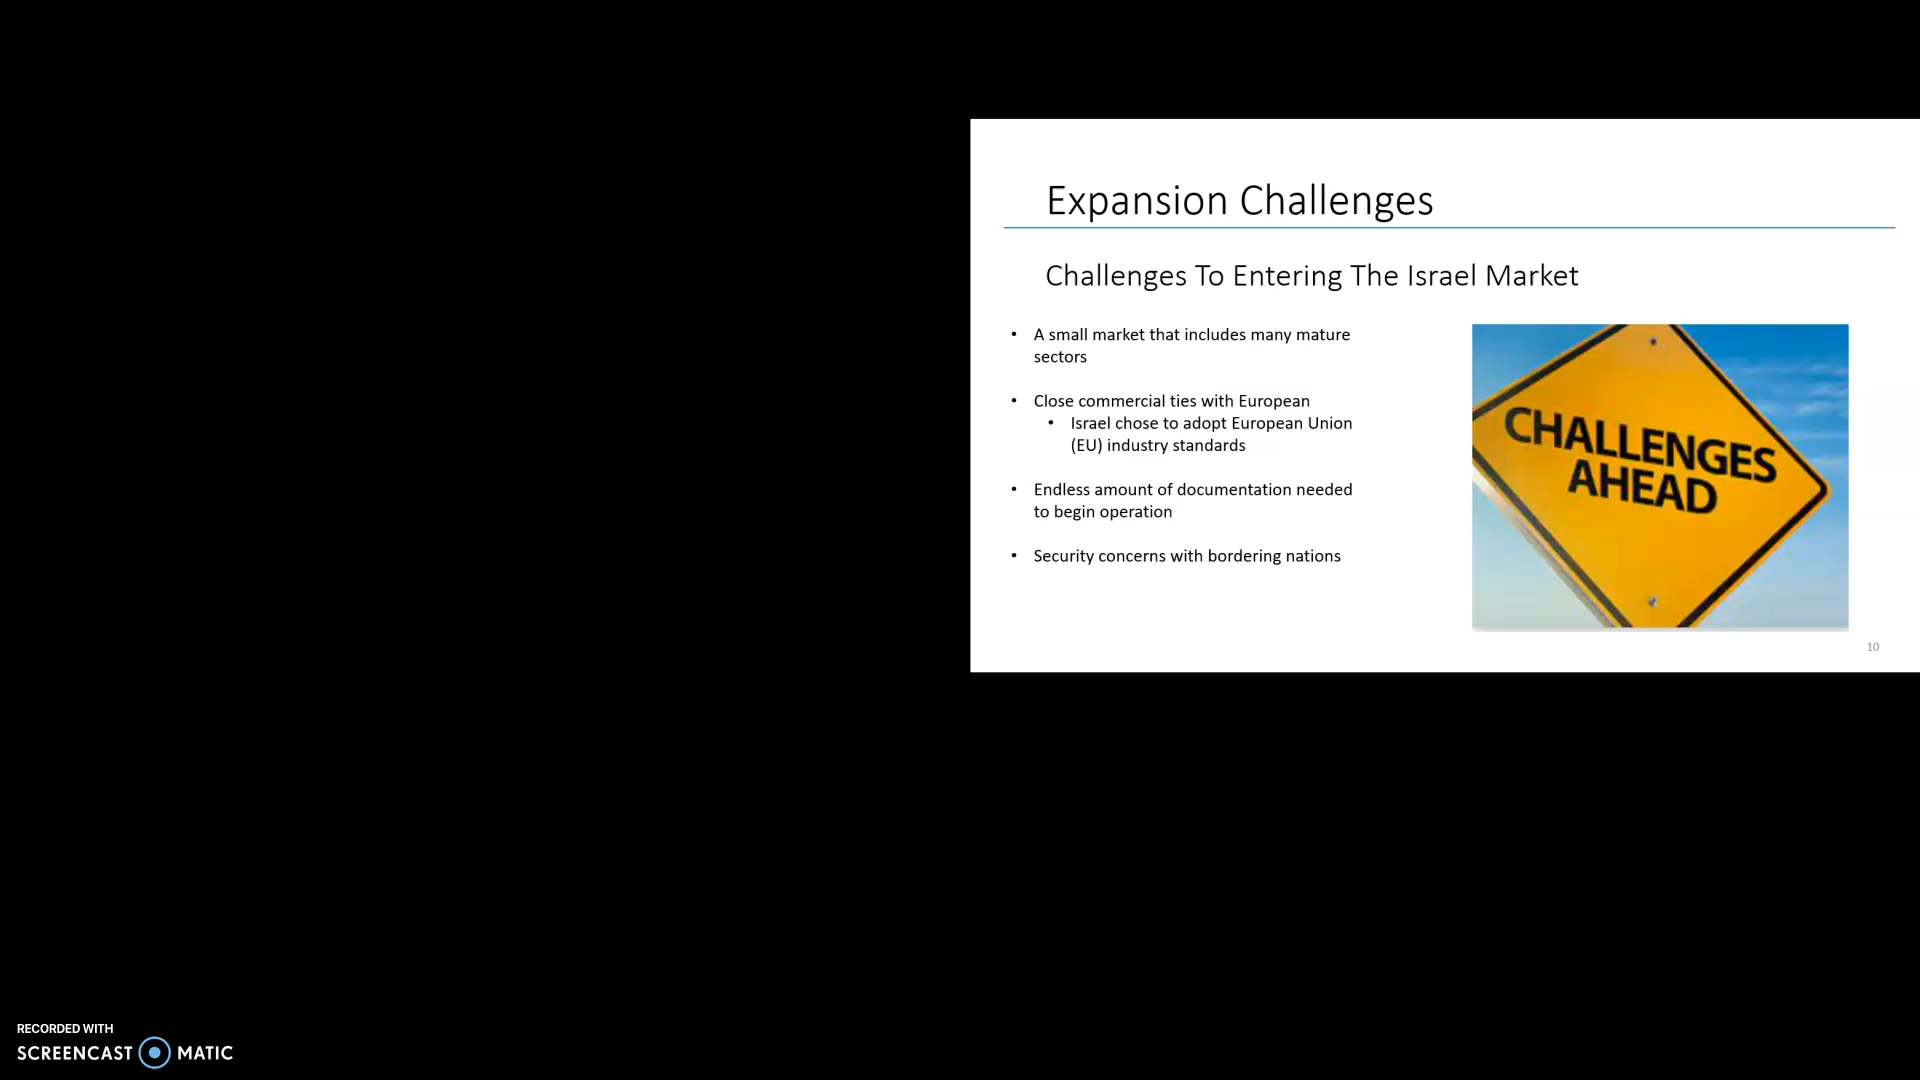 Expansion Challenges
Challenges To Entering The Israel Market
• A small market that includes many mature
sectors
• Close commercial ties with European
• Israel chose to adopt European Union
(EU) industry standards
• Endless amount of documentation needed
to begin operation
• Security concerns with bordering nations
CHALLENGES
AHEAD
10
RECORDED WITH
SCREENCAST MATIC